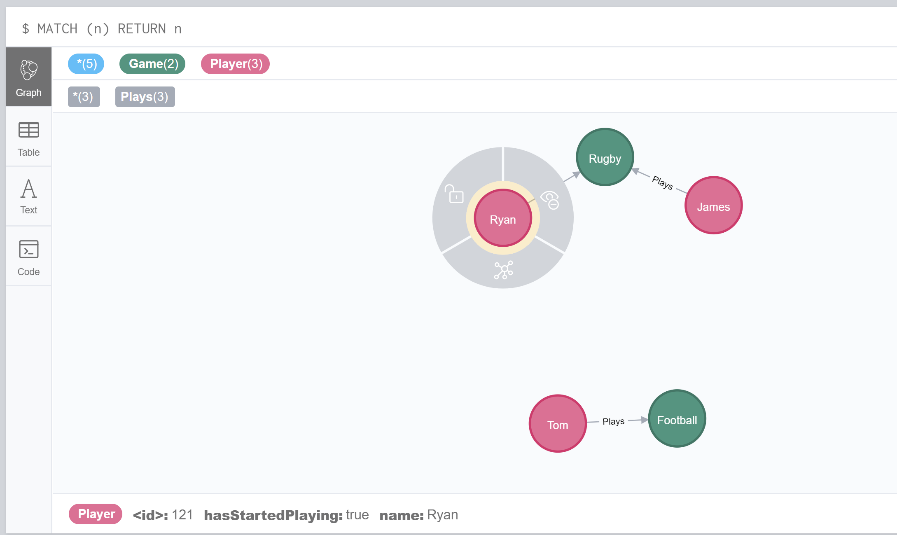 $ MATCH (n) RETURN n
*(5) Game(2) Player(3)
*(3) Plays(3)
Graph
Table
Text
Code
Rugby
Plays
James
Ryan
Tom
Plays
Football
Player <id>: 121 hasStartedPlaying: true name: Ryan